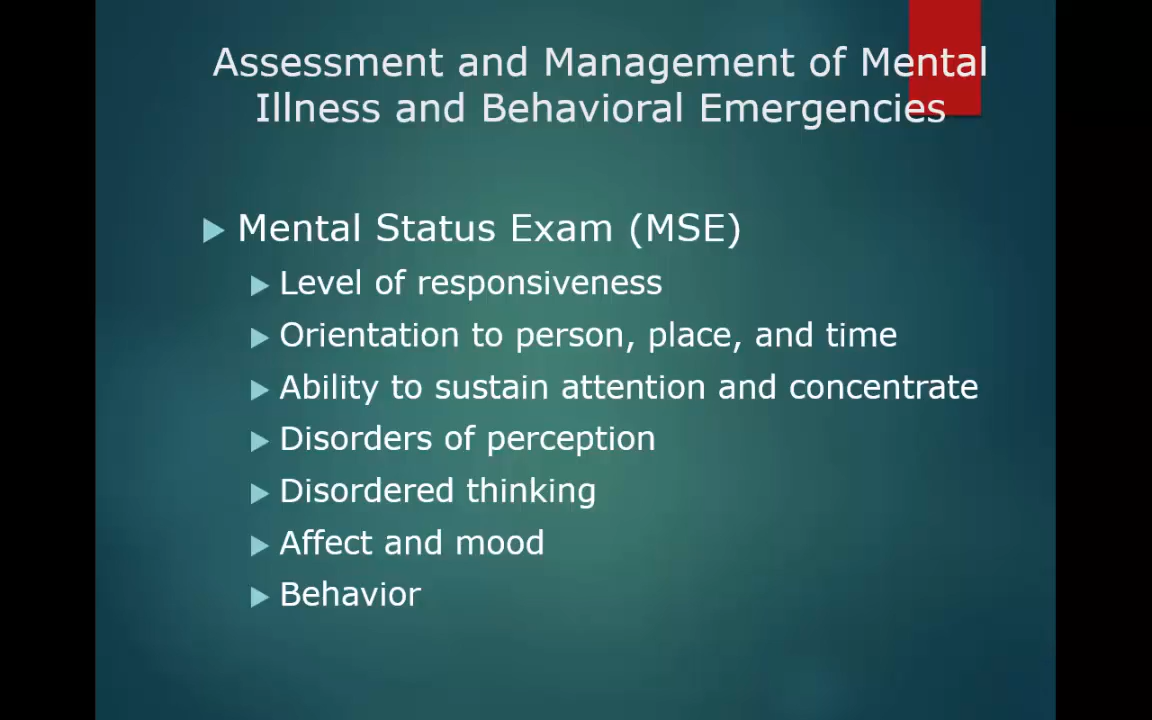 Assessment and Management of Mental
Illness and Behavioral Emergencies
Mental Status Exam (MSE)
Level of responsiveness
Orientation to person, place, and time
Ability to sustain attention and concentrate
Disorders of perception
Disordered thinking
Affect and mood
Behavior